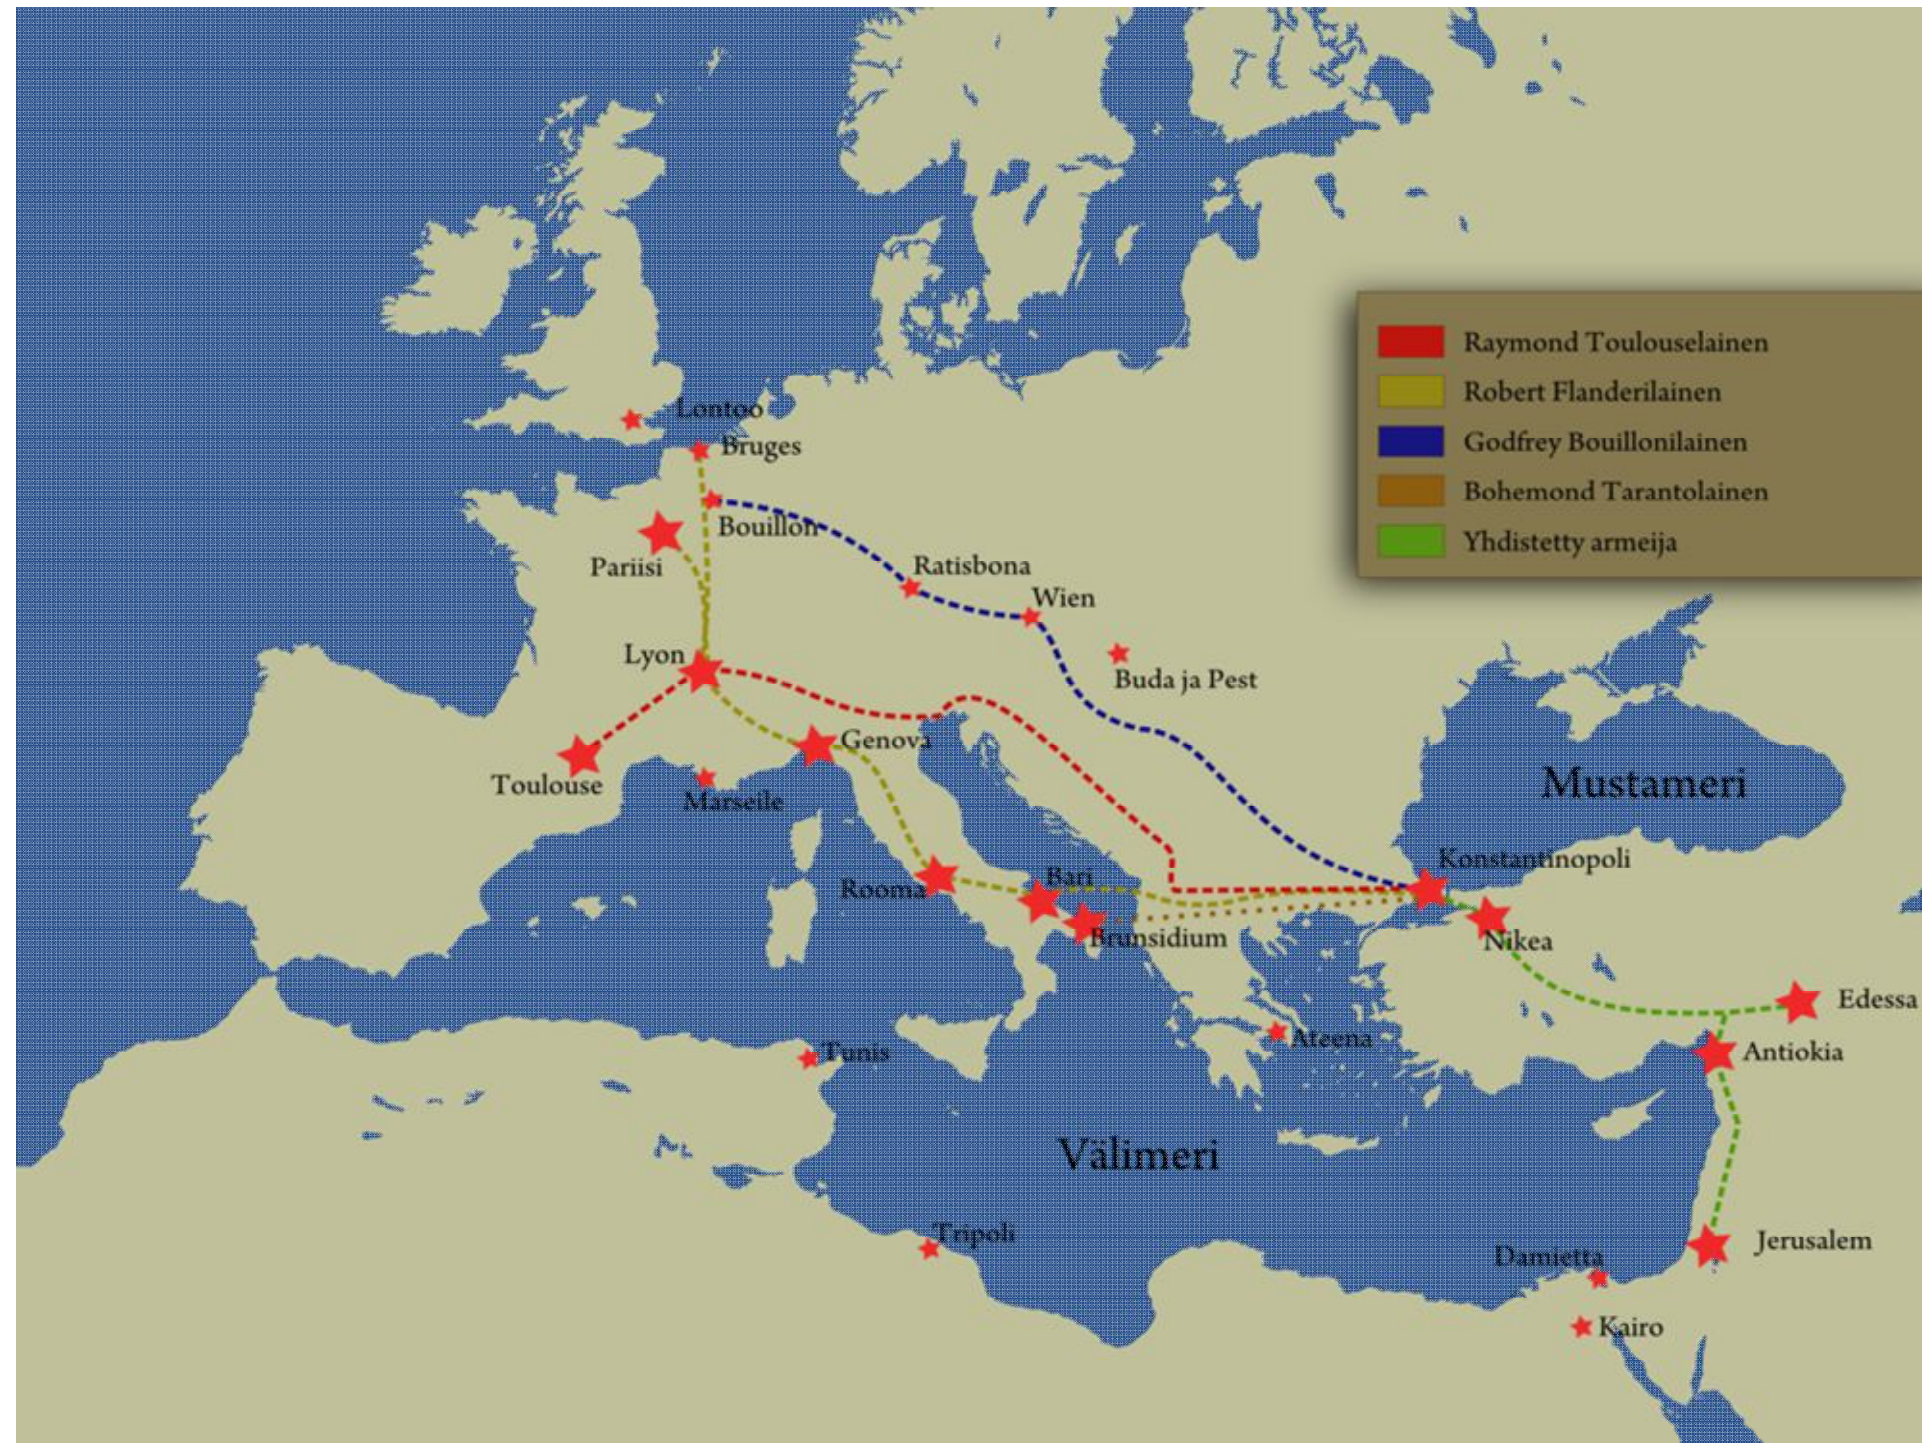 Raymond Toulouselainen
Robert Flanderilainen
Godfrey Bouillonilainen
Bohemond Tarantolainen
Yhdistetty armeija
Lontoo
Bruges
Bouillon
Pariisi
Ratisbona
Wien
Lyon
Buda ja Pest
Genova
Toulouse
Marseile
Mustameri
Konstantinopoli
Bari
Rooma
Brunsidium
Nikea
Edessa
Ateena
Antiokia
Tunis
Välimeri
Tripoli
Jerusalem
Damietta
Kairo